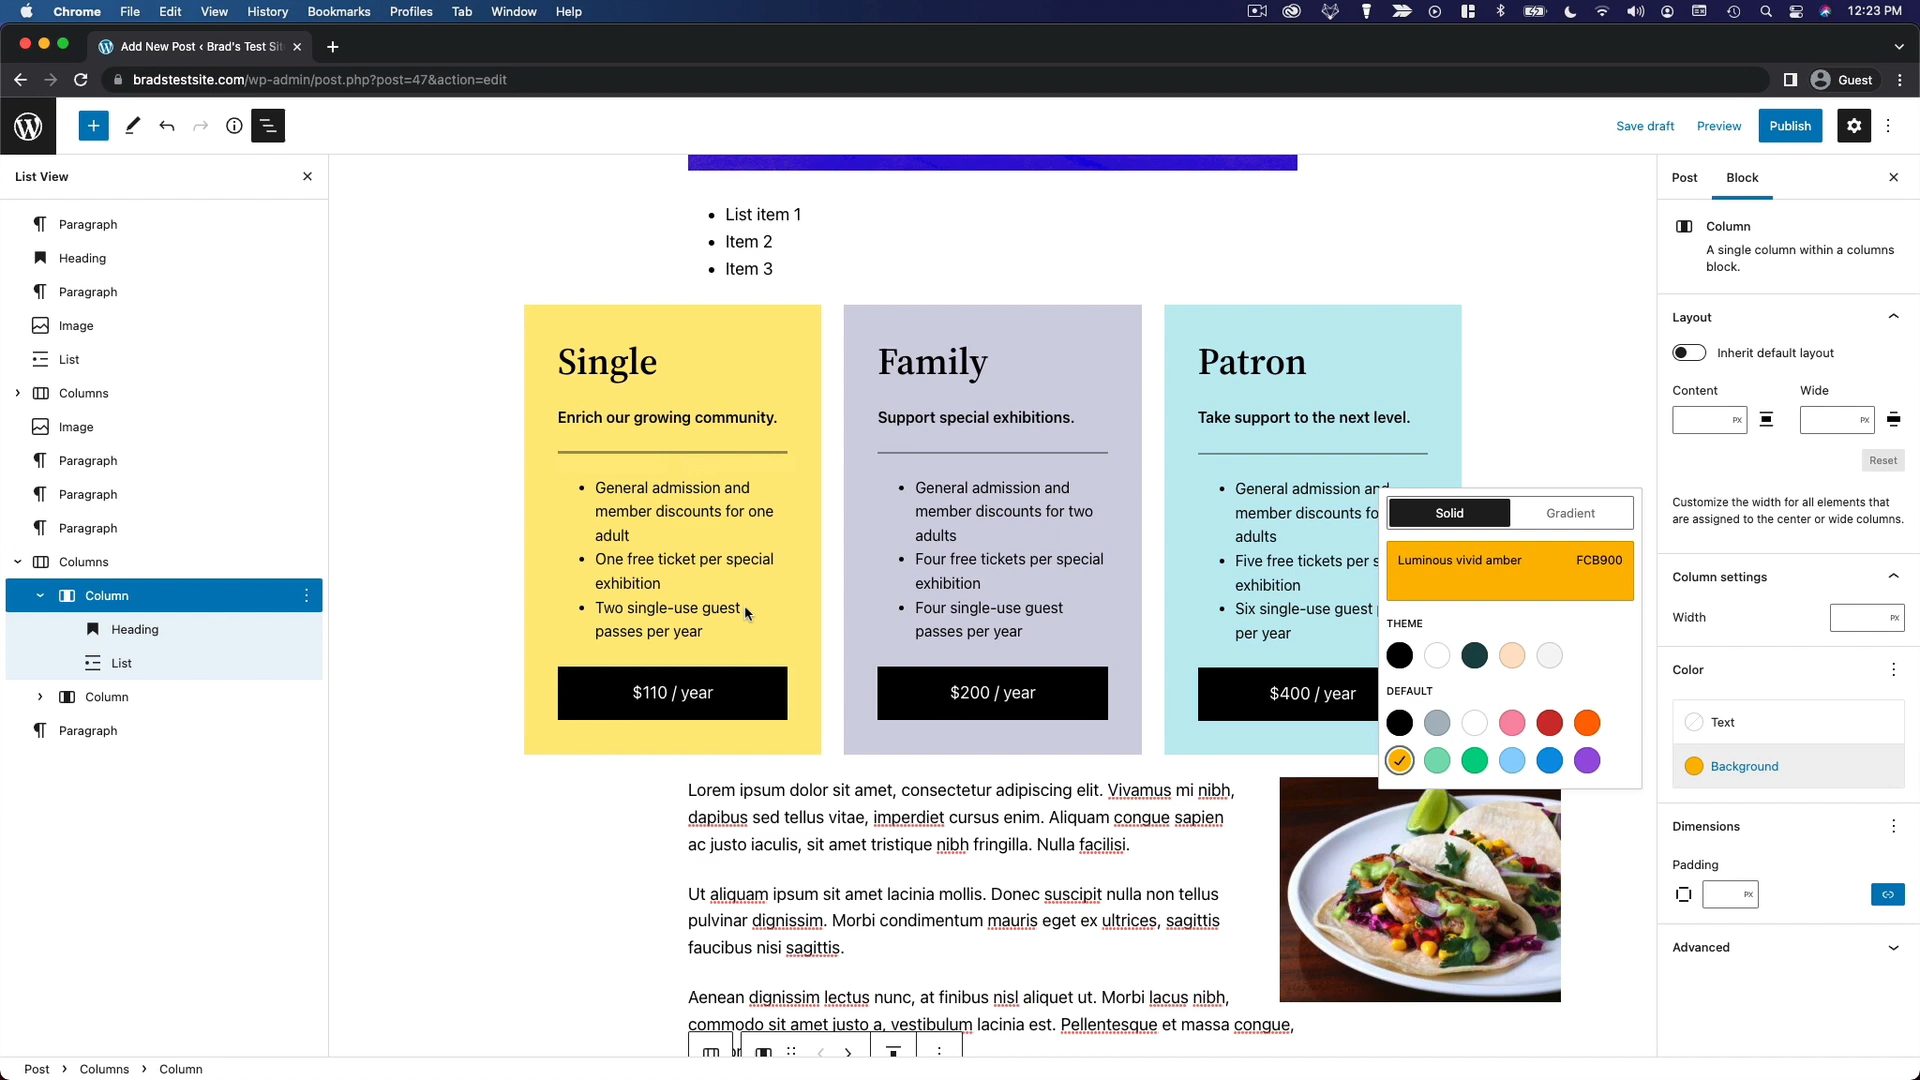 Chrome File Edit View History Bookmarks Profiles Tab Window Help 12:23 PM
Add New Post ‹ Brad's Test Sit
bradstestsite.com/wp-admin/post.php?post=47&action=edit
Guest
Save draft Preview Publish
List View
Paragraph
Heading
Paragraph
Image
List
Columns
Image
Paragraph
Paragraph
Paragraph
Columns
Column
Heading
List
Column
Paragraph
• List item 1
• Item 2
• Item 3
Single
Enrich our growing community.
• General admission and
member discounts for one
adult
• One free ticket per special
exhibition
• Two single-use guest
passes per year
$110 / year
Family
Support special exhibitions.
• General admission and
member discounts for two
adults
• Four free tickets per special
exhibition
• Four single-use guest
passes per year
$200 / year
Patron
Take support to the next level.
• General admission and
member discounts fo
adults
• Five free tickets per s
exhibition
• Six single-use guest
per year
$400 / year
Solid Gradient
Luminous vivid amber FCB900
THEME
DEFAULT
Lorem ipsum dolor sit amet, consectetur adipiscing elit. Vivamus mi nibh,
dapibus sed tellus vitae, imperdiet cursus enim. Aliquam congue sapien
ac justo iaculis, sit amet tristique nibh fringilla. Nulla facilisi.
Ut aliquam ipsum sit amet lacinia mollis. Donec suscipit nulla non tellus
pulvinar dignissim. Morbi condimentum mauris eget ex ultrices, sagittis
faucibus nisi sagittis.
Aenean dignissim lectus nunc, at finibus nisl aliquet ut. Morbi lacus nibh,
commodo sit amet justo a, vestibulum lacinia est. Pellentesque et massa congue,
Post Block
Column
A single column within a columns
block.
Layout
Inherit default layout
Content Wide
PX PX
Reset
Customize the width for all elements that
are assigned to the center or wide columns.
Column settings
Width PX
Color
Text
Background
Dimensions
Padding
PX
Advanced
Post › Columns › Column